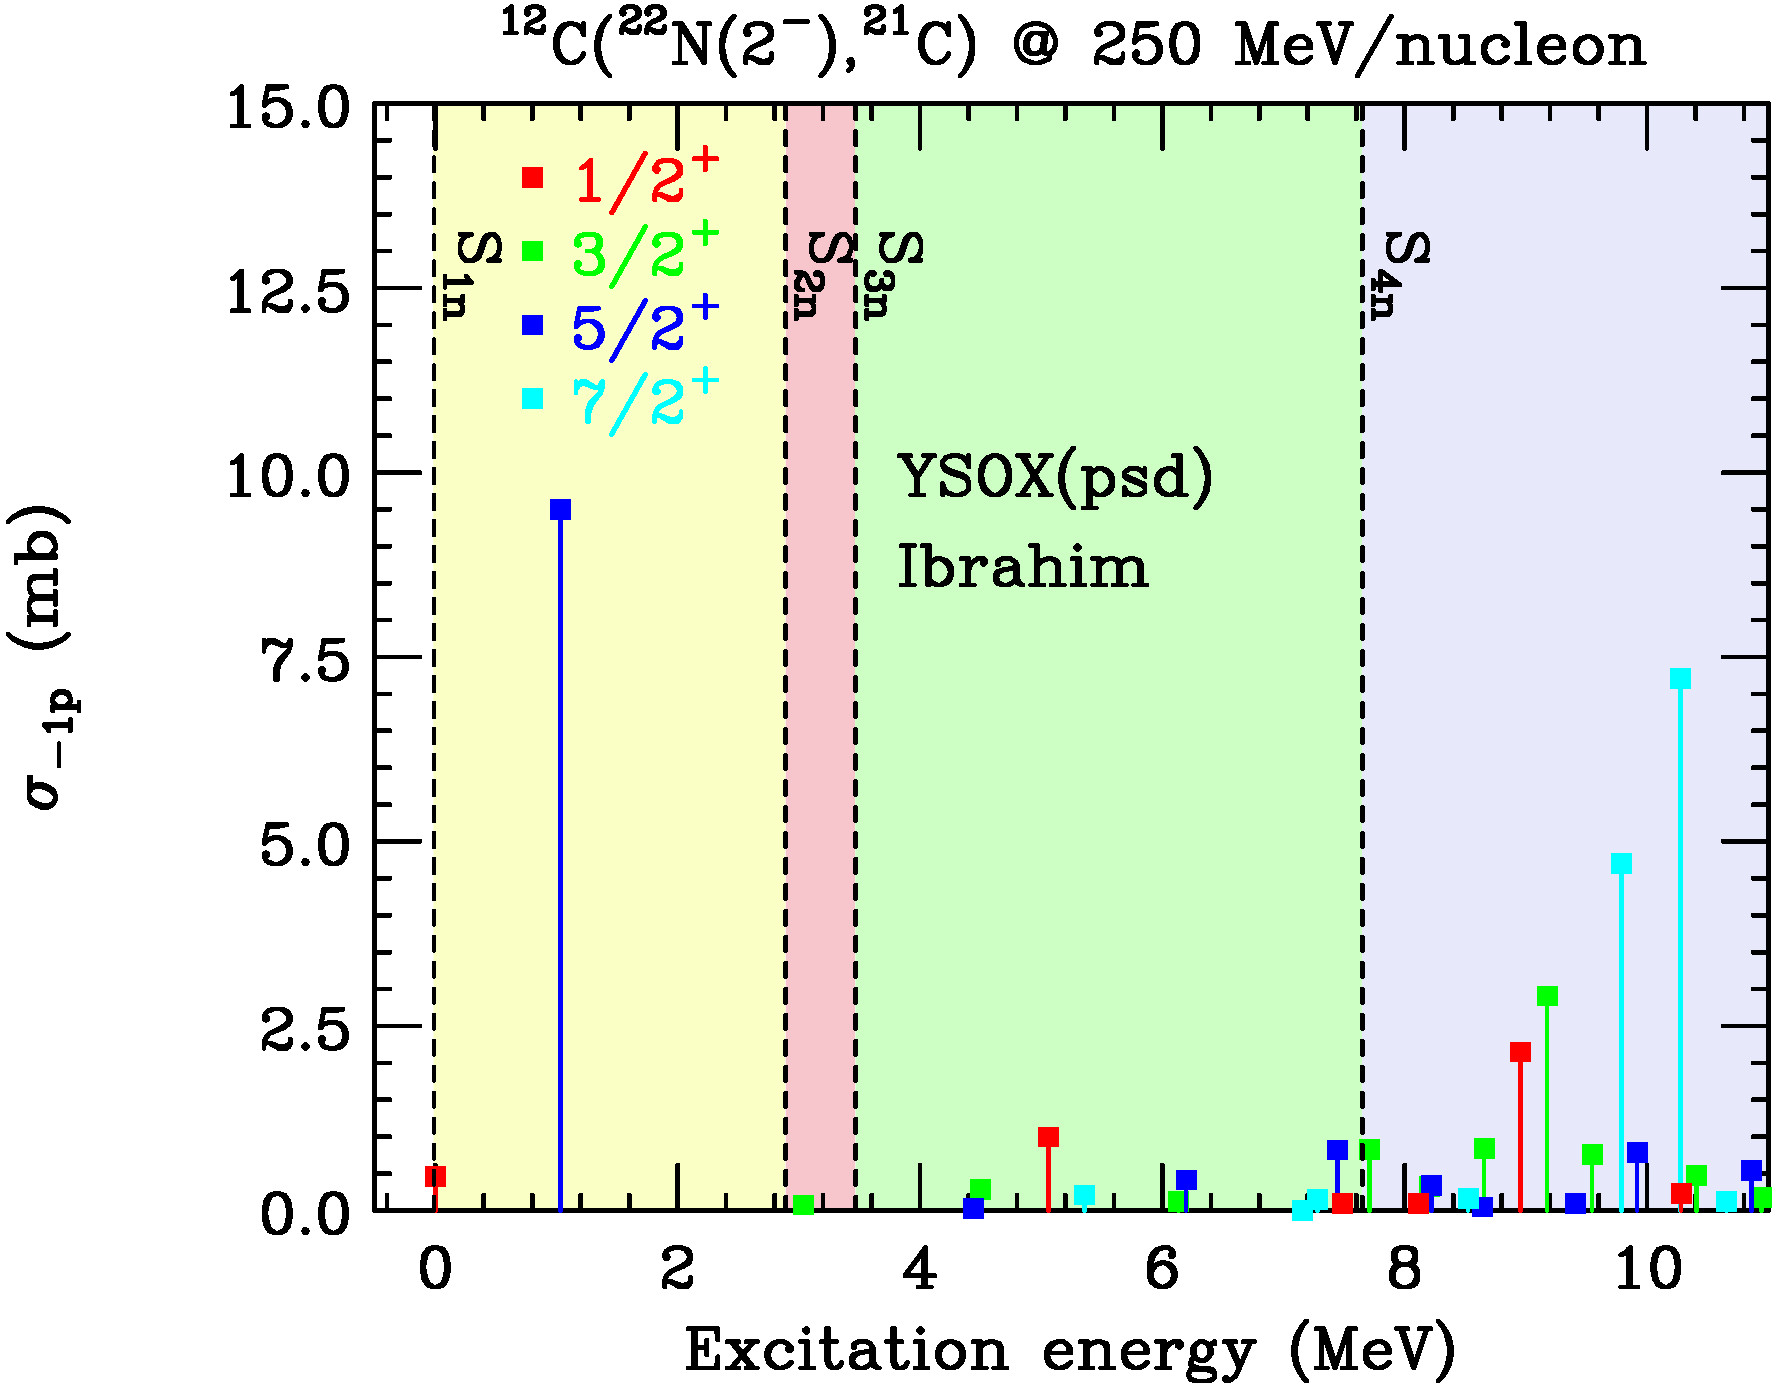 ¹²C(²²N(2⁻),²¹C) @ 250 MeV/nucleon
15.0
12.5
10.0
7.5
5.0
2.5
0.0
σ₋₁ₚ (mb)
1/2⁺
3/2⁺
5/2⁺
7/2⁺
S₁ₙ
S₂ₙ
S₃ₙ
S₄ₙ
YSOX(psd)
Ibrahim
0 2 4 6 8 10
Excitation energy (MeV)